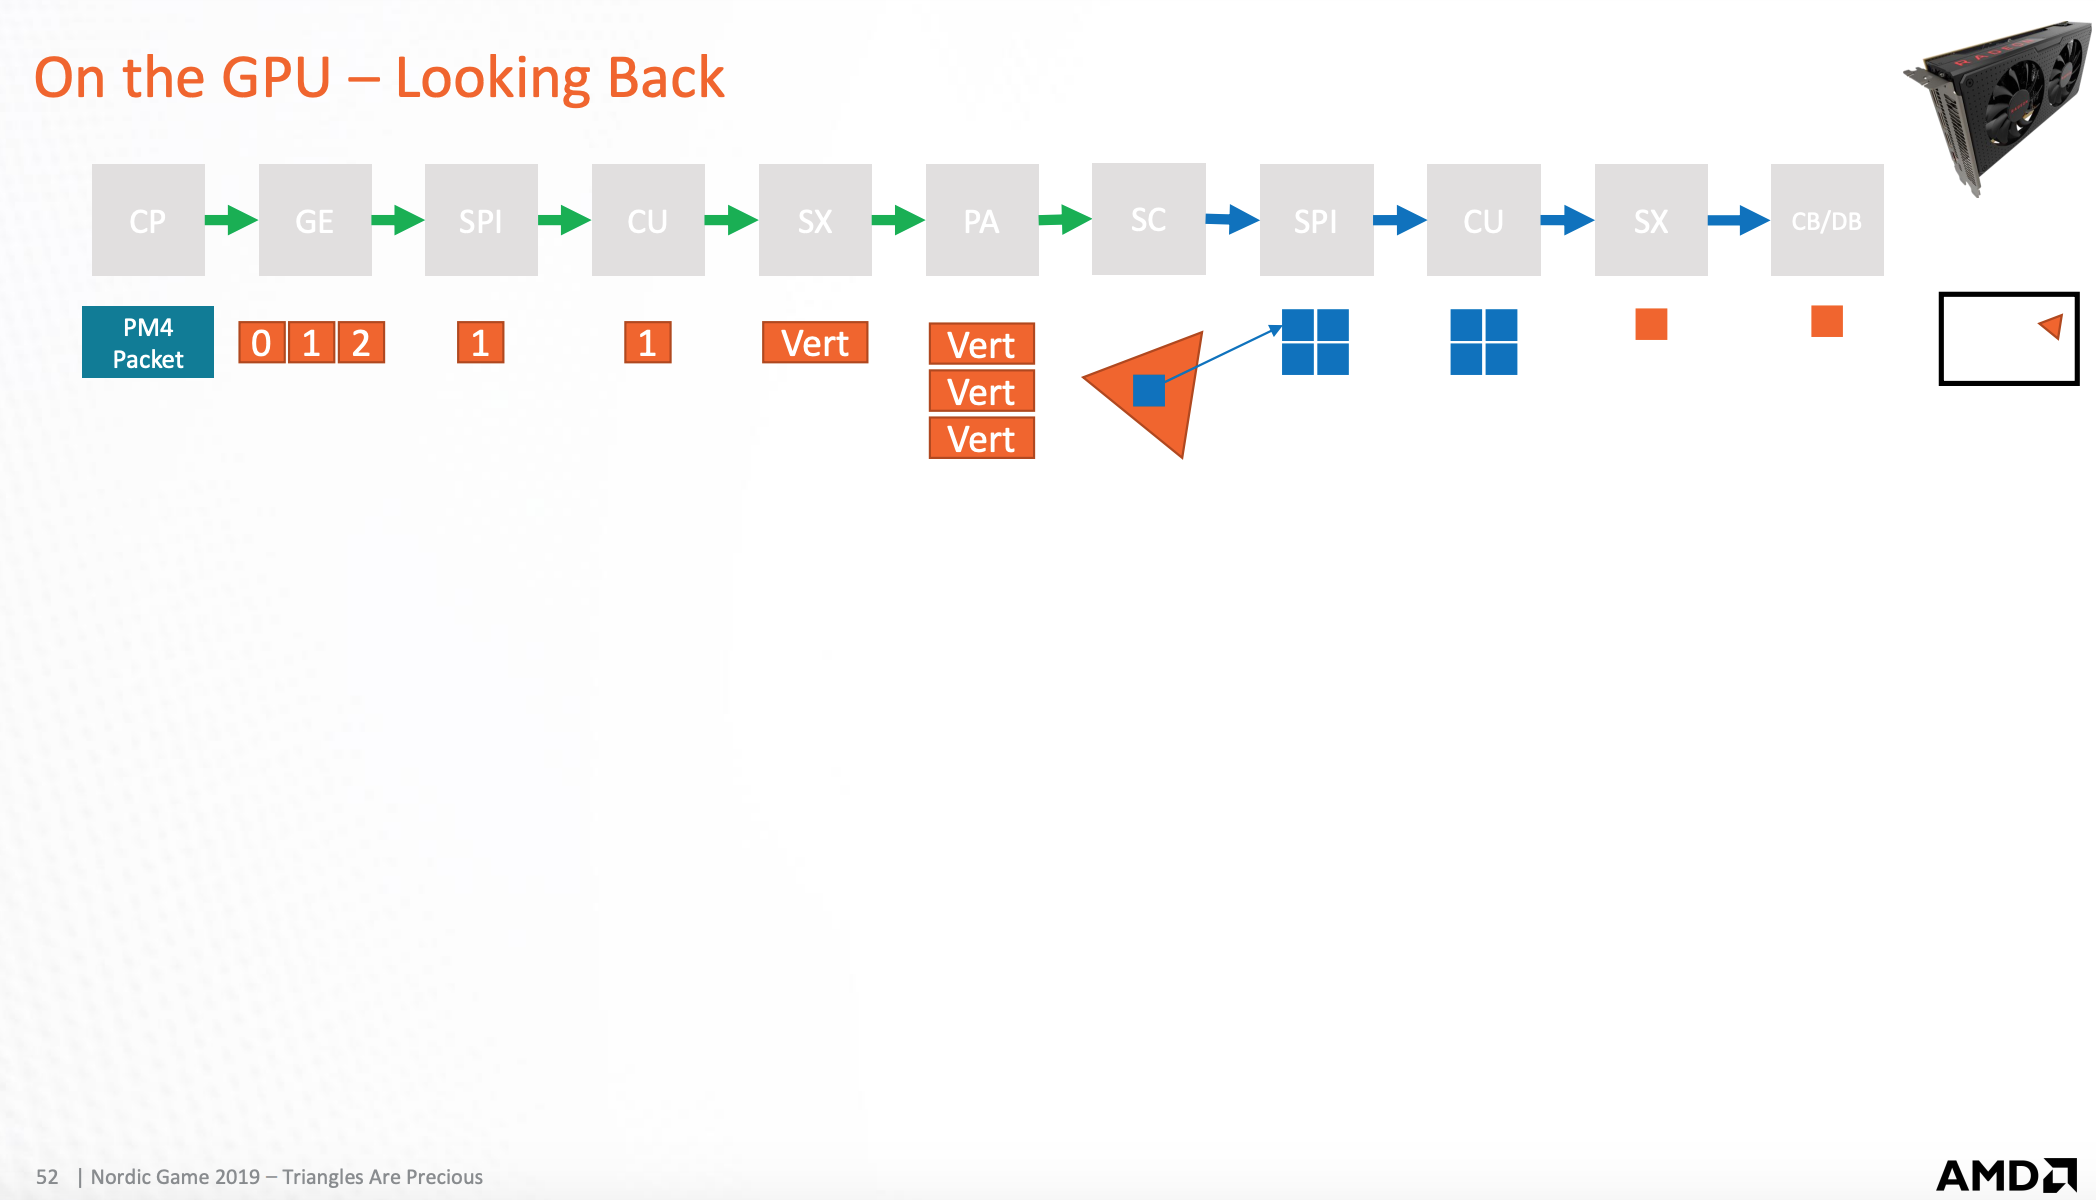 On the GPU – Looking Back
CP
GE
SPI
CU
SX
PA
SC
SPI
CU
SX
CB/DB
PM4
Packet
0 1 2
1
1
Vert
Vert
Vert
Vert
RADEON
52 | Nordic Game 2019 – Triangles Are Precious
AMD